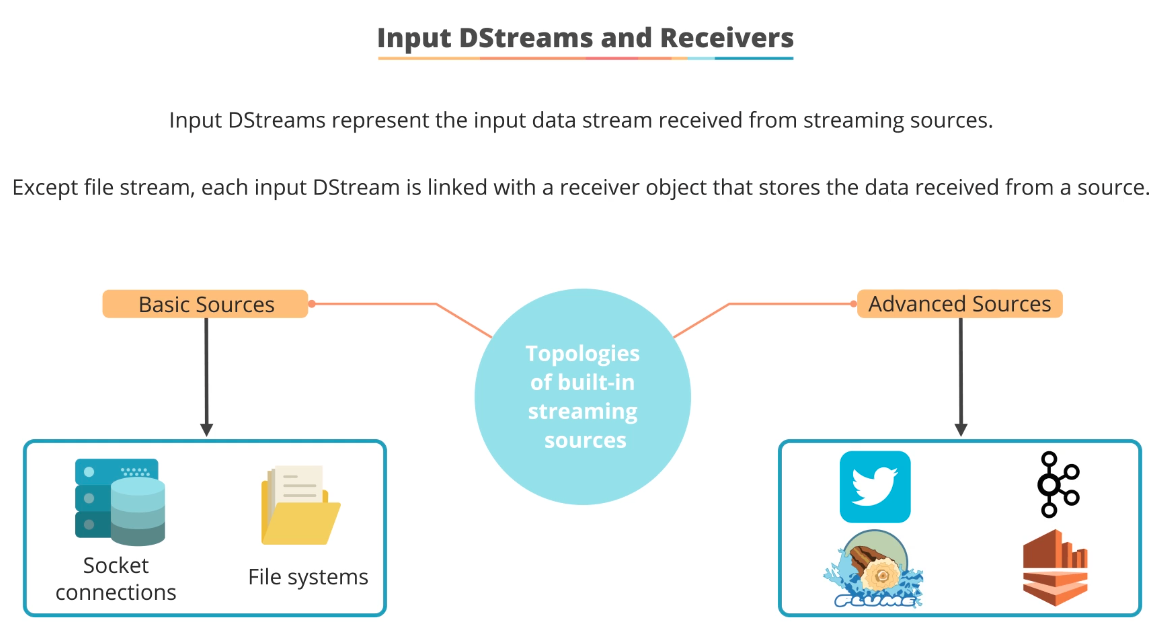 Input DStreams and Receivers
Input DStreams represent the input data stream received from streaming sources.
Except file stream, each input DStream is linked with a receiver object that stores the data received from a source.
Basic Sources
Advanced Sources
Topologies
of built-in
streaming
sources
Socket
connections
File systems
FLUME